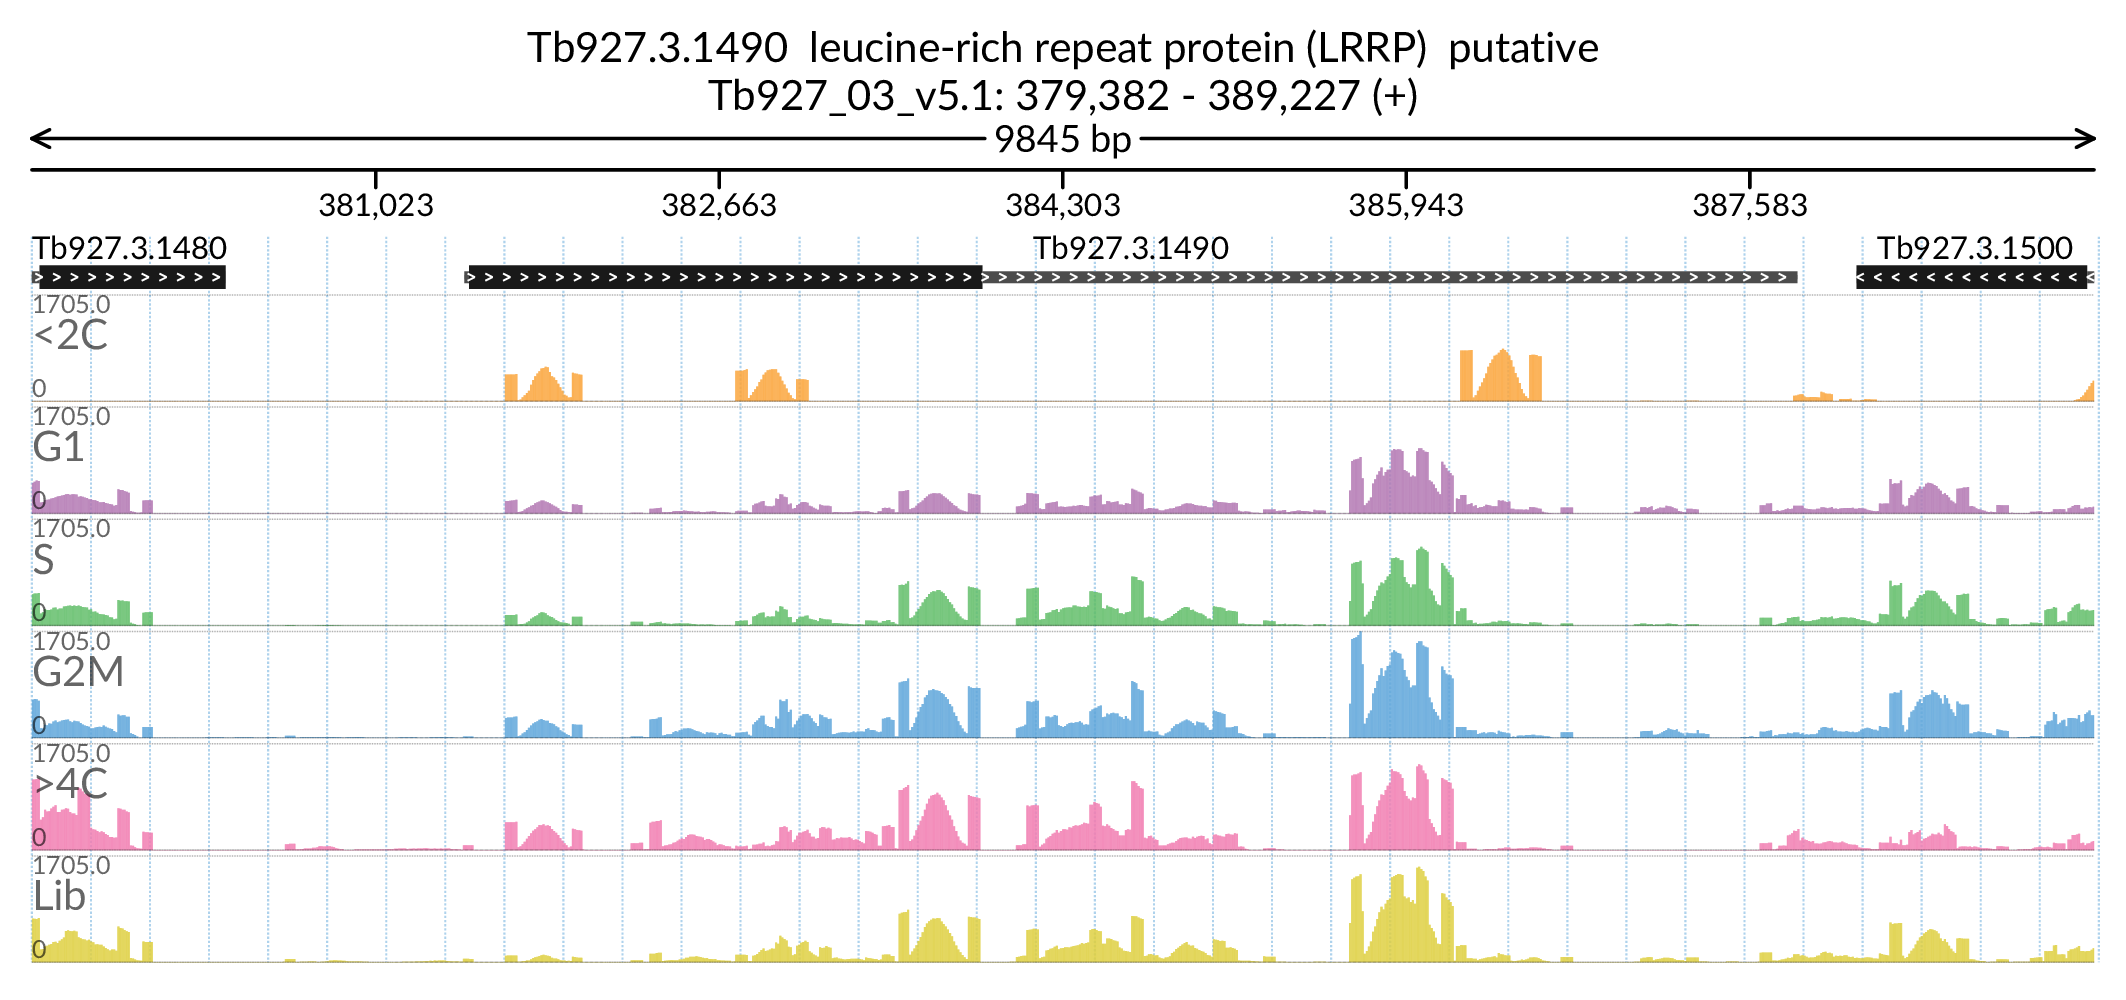 Tb927.3.1490  leucine-rich repeat protein (LRRP)  putative
Tb927_03_v5.1: 379,382 - 389,227 (+)
9845 bp
381,023 382,663 384,303 385,943 387,583
Tb927.3.1480 Tb927.3.1490 Tb927.3.1500
1705.0
<2C
0
1705.0
G1
0
1705.0
S
0
1705.0
G2M
0
1705.0
>4C
0
1705.0
Lib
0